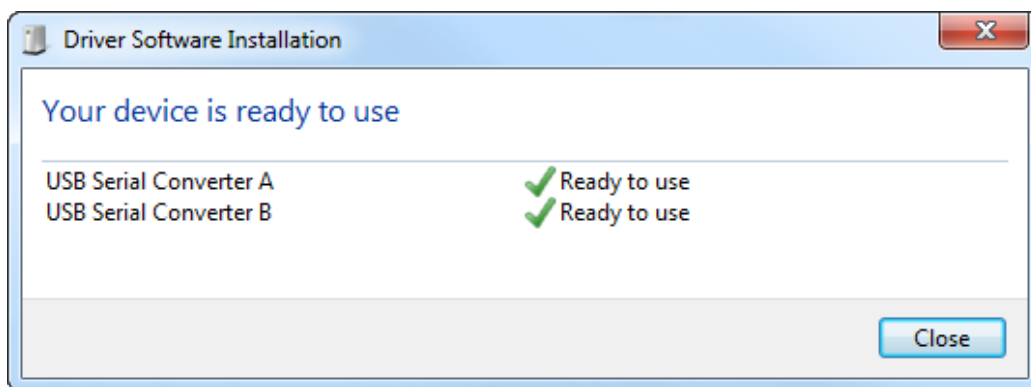 Driver Software Installation
Your device is ready to use
USB Serial Converter A Ready to use
USB Serial Converter B Ready to use
Close